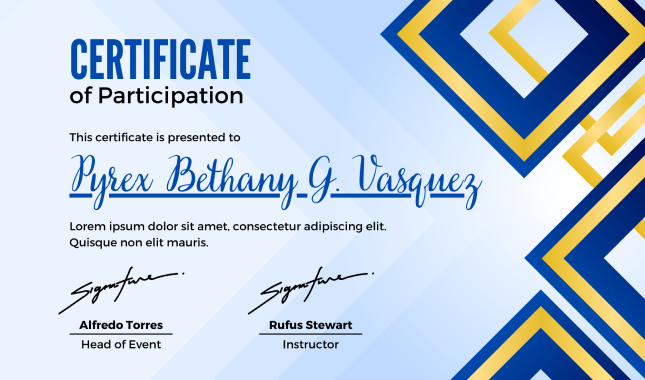 CERTIFICATE
of Participation
This certificate is presented to
Pyrex Bethany G. Vasquez
Lorem ipsum dolor sit amet, consectetur adipiscing elit.
Quisque non elit mauris.
Signature. Signature.
Alfredo Torres Rufus Stewart
Head of Event Instructor